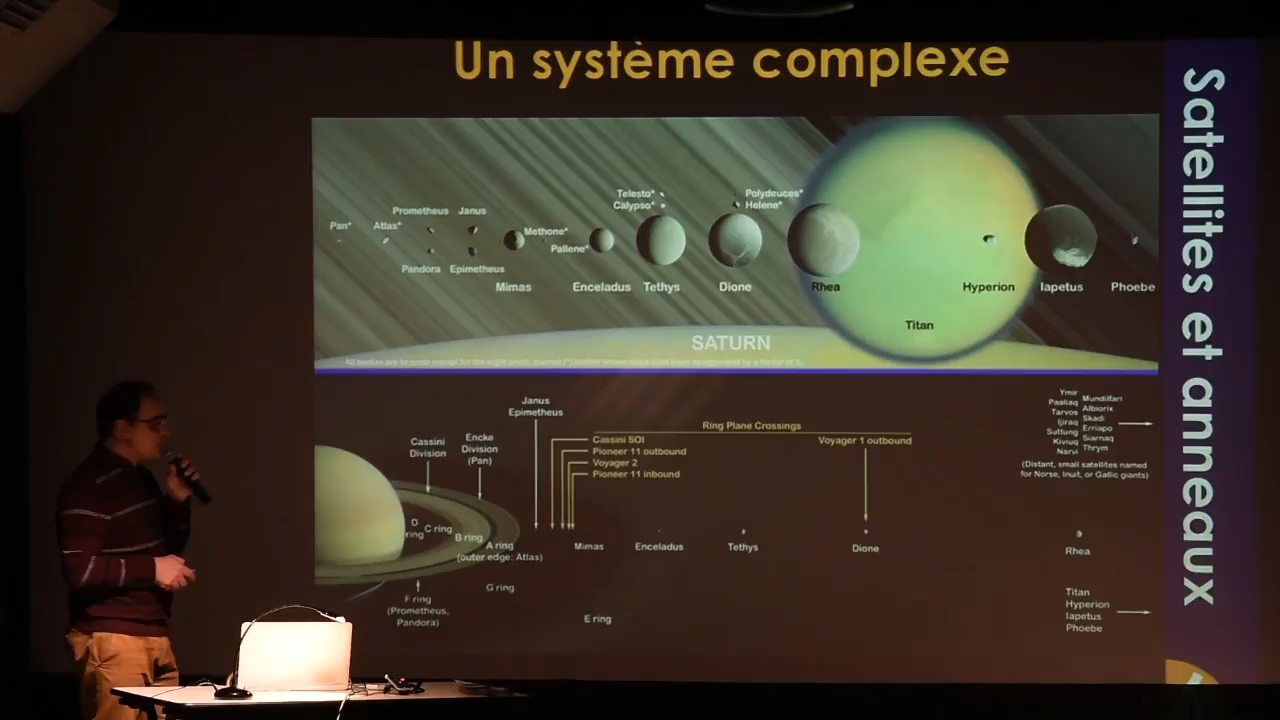 Un système complexe
Satellites et anneaux
Telesto* Polydeuces*
Calypso* Helene*
Prometheus Janus
Pan* Atlas* Methone*
Pallene*
Pandora Epimetheus
Mimas Enceladus Tethys Dione Rhea Hyperion Iapetus Phoebe
Titan
SATURN
Janus
Epimetheus
Cassini
Division
Encke
Division
(Pan)
Ring Plane Crossings
Cassini SOI
Pioneer 11 outbound
Voyager 2
Pioneer 11 inbound
Voyager 1 outbound
Ymir
Paaliaq
Tarvos
Ijiraq
Suttung
Kiviuq
Narvi
Mundilfari
Albiorix
Skadi
Erriapo
Siarnaq
Thrym
(Distant, small satellites named
for Norse, Inuit, or Gallic giants)
D
ring
C ring
B ring
A ring
(outer edge: Atlas)
Mimas Enceladus Tethys Dione Rhea
G ring
F ring
(Prometheus,
Pandora)
E ring
Titan
Hyperion
Iapetus
Phoebe